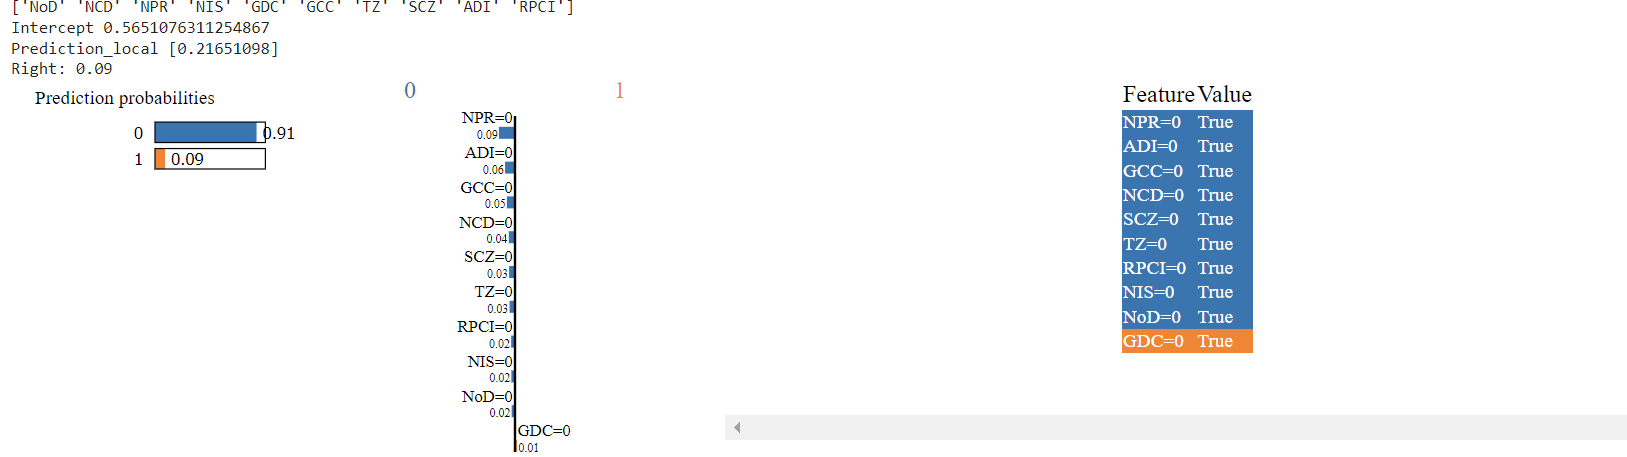 ['NoD' 'NCD' 'NPR' 'NIS' 'GDC' 'GCC' 'TZ' 'SCZ' 'ADI' 'RPCI']
Intercept 0.5651076311254867
Prediction_local [0.21651098]
Right: 0.09
Prediction probabilities
0 0.91
1 0.09
0 1
NPR=0
0.09
ADI=0
0.06
GCC=0
0.05
NCD=0
0.04
SCZ=0
0.03
TZ=0
0.03
RPCI=0
0.02
NIS=0
0.02
NoD=0
0.02
GDC=0
0.01
Feature Value
NPR=0 True
ADI=0 True
GCC=0 True
NCD=0 True
SCZ=0 True
TZ=0 True
RPCI=0 True
NIS=0 True
NoD=0 True
GDC=0 True